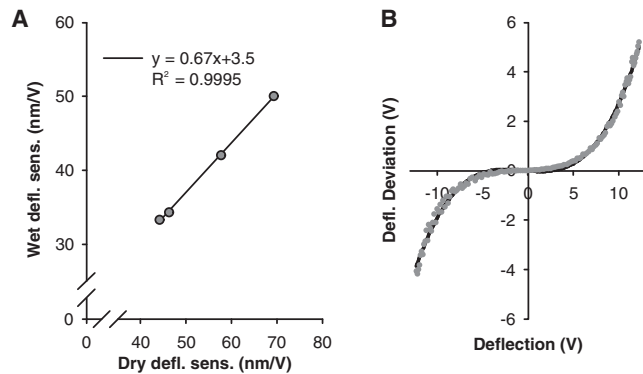 A
Wet defl. sens. (nm/V)
60
50
40
30
0
y = 0.67x+3.5
R² = 0.9995
0 40 50 60 70 80
Dry defl. sens. (nm/V)
B
Defl. Deviation (V)
6
4
2
0
-2
-4
-6
-10 -5 0 5 10
Deflection (V)